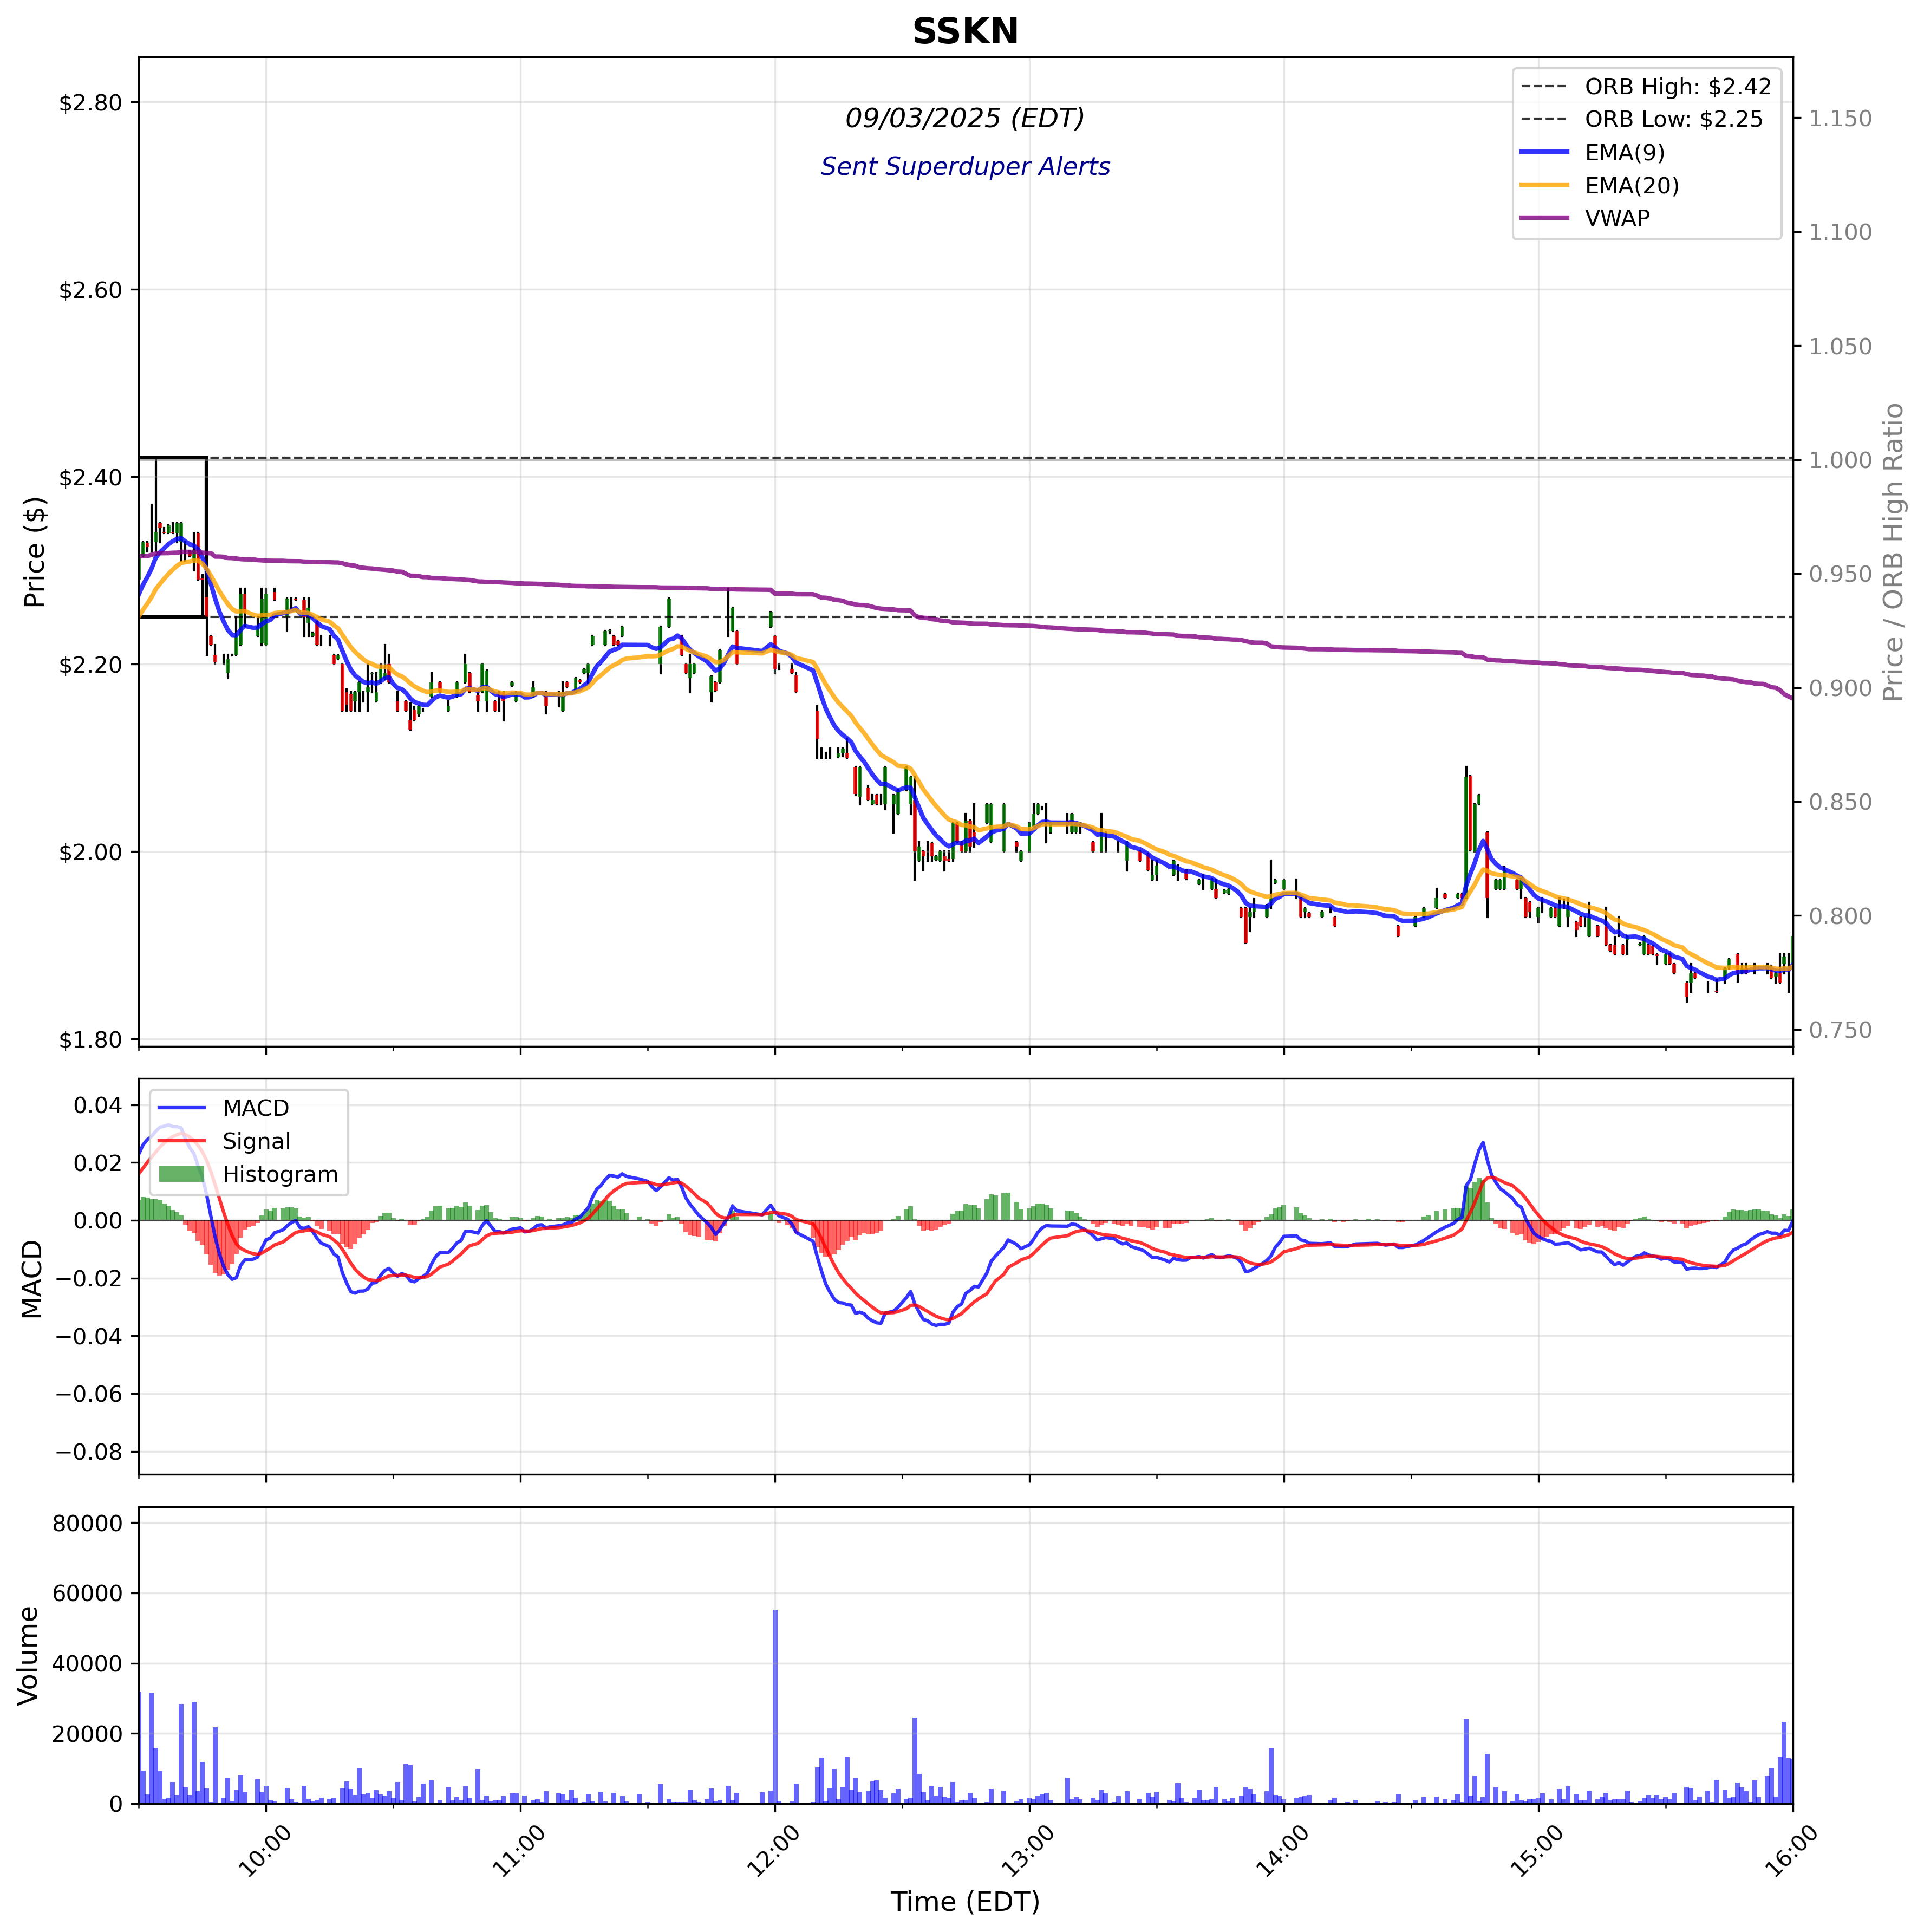 SSKN
09/03/2025 (EDT)
Sent Superduper Alerts
ORB High: $2.42
ORB Low: $2.25
EMA(9)
EMA(20)
VWAP
Price ($)
$2.80
$2.60
$2.40
$2.20
$2.00
$1.80
Price / ORB High Ratio
1.150
1.100
1.050
1.000
0.950
0.900
0.850
0.800
0.750
MACD
Signal
Histogram
MACD
0.04
0.02
0.00
−0.02
−0.04
−0.06
−0.08
Volume
80000
60000
40000
20000
0
10:00
11:00
12:00
13:00
14:00
15:00
16:00
Time (EDT)